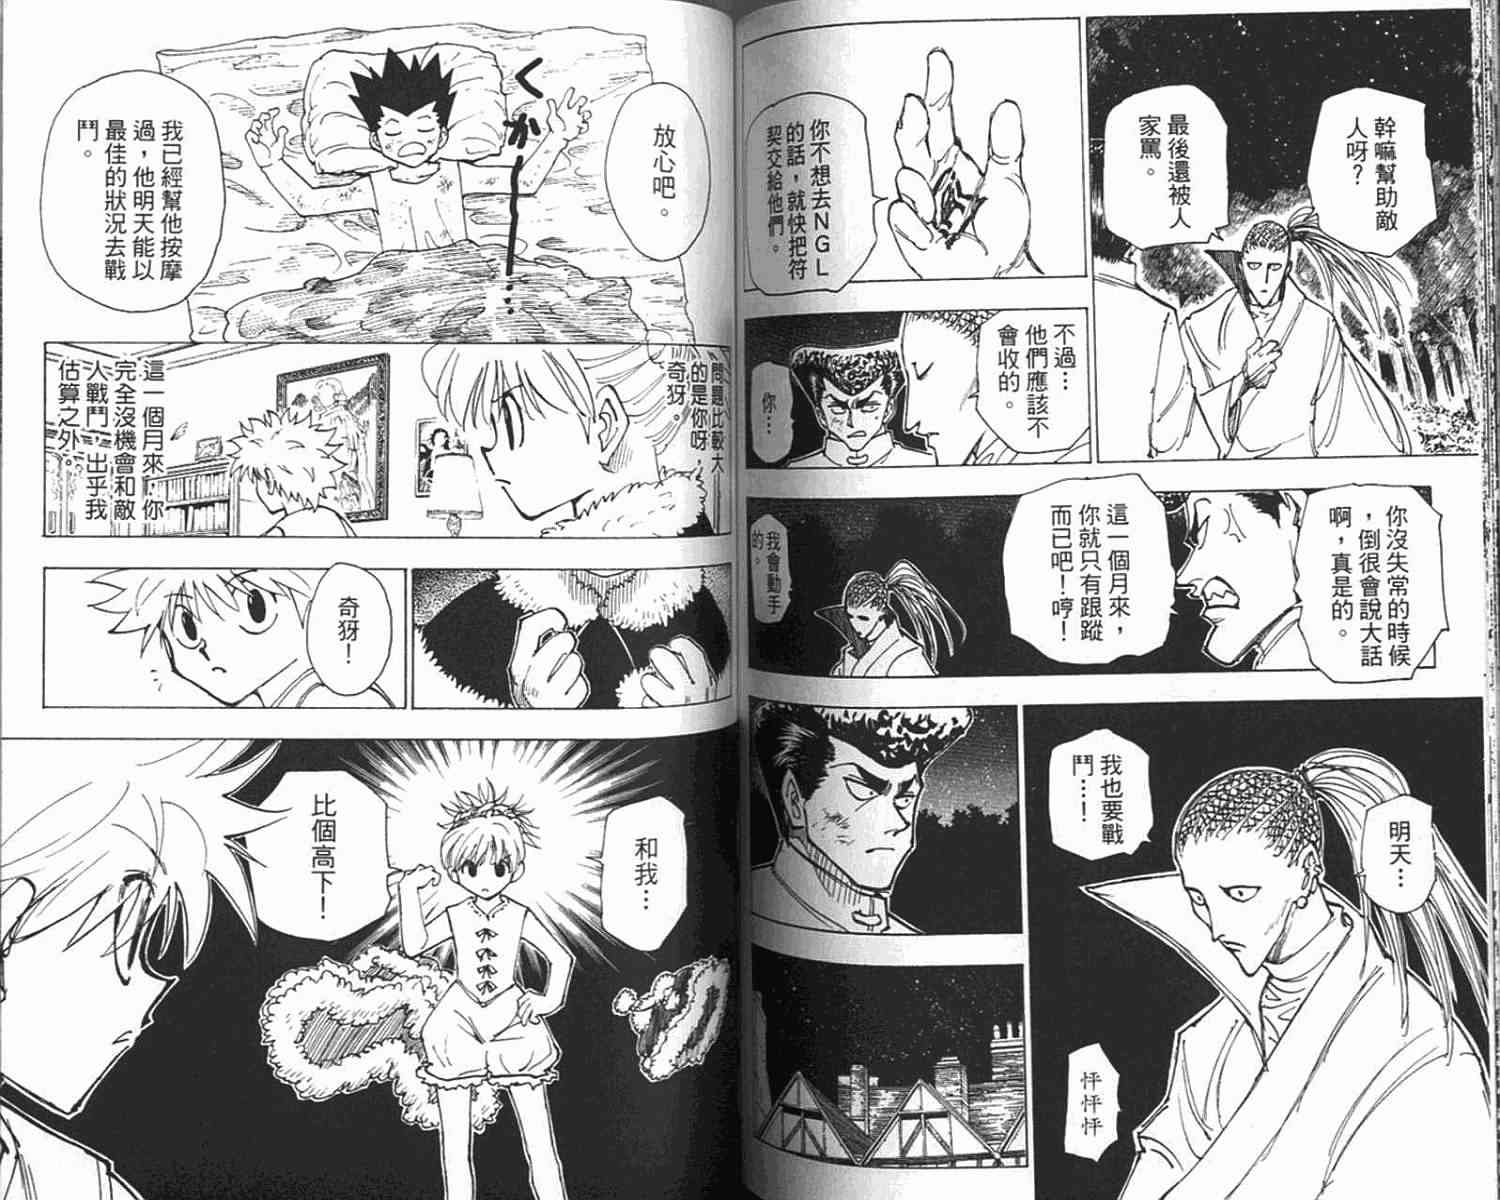 幹嘛幫助敵
人呀?
最後還被人
家罵。
你不想去NGL
的話，就快把符
契交給他們。
不過…
他們應該不
會收的。
你…
你沒失常的時候
，倒很會說大話
啊，真是的。
這一個月來，
你就只有跟蹤
而已吧！哼！
我會動手
的。
明天…
我也要戰
鬥…！
怦怦怦
放心吧。
くかー…
我已經幫他按摩
過，他明天能以
最佳的狀況去戰
鬥。
問題比較大
的是你呀，
奇犽。
這一個月來，你
完全沒機會和敵
人戰鬥，出乎我
估算之外。
奇犽！
和我…
比個高下！